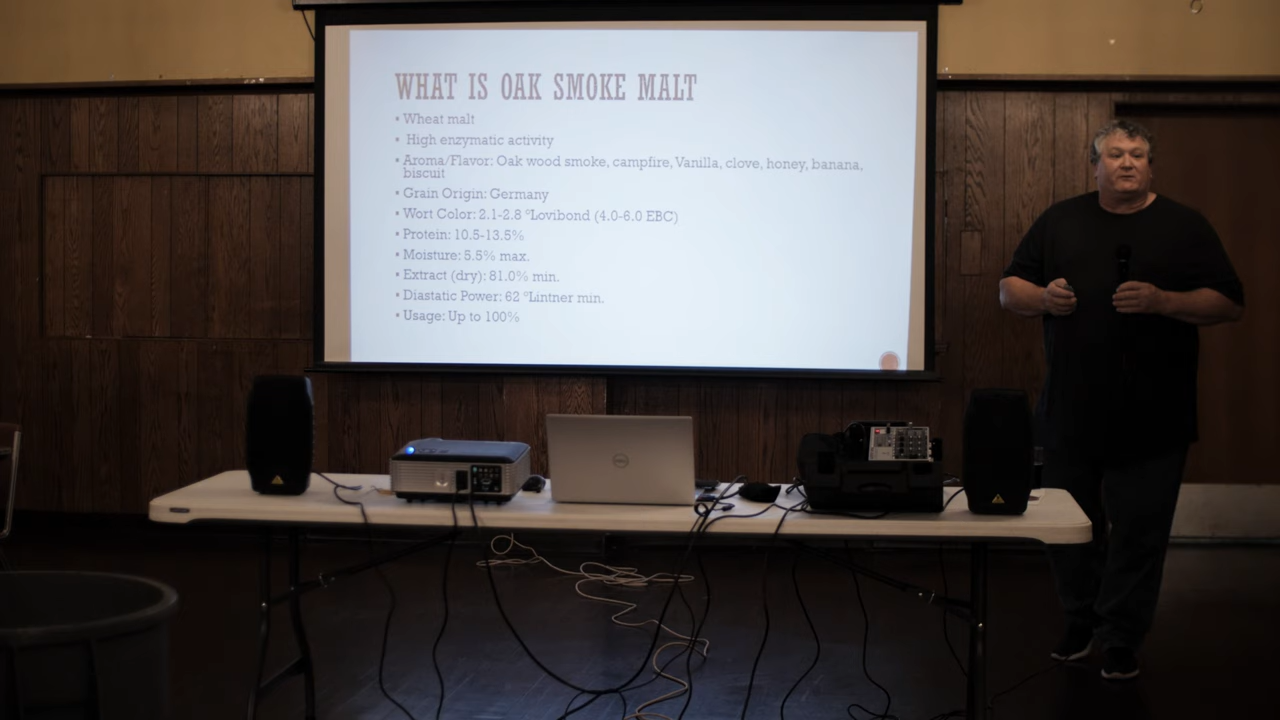 WHAT IS OAK SMOKE MALT
▪ Wheat malt
▪ High enzymatic activity
▪ Aroma/Flavor: Oak wood smoke, campfire, Vanilla, clove, honey, banana,
biscuit
▪ Grain Origin: Germany
▪ Wort Color: 2.1-2.8 °Lovibond (4.0-6.0 EBC)
▪ Protein: 10.5-13.5%
▪ Moisture: 5.5% max.
▪ Extract (dry): 81.0% min.
▪ Diastatic Power: 62 °Lintner min.
▪ Usage: Up to 100%
DELL